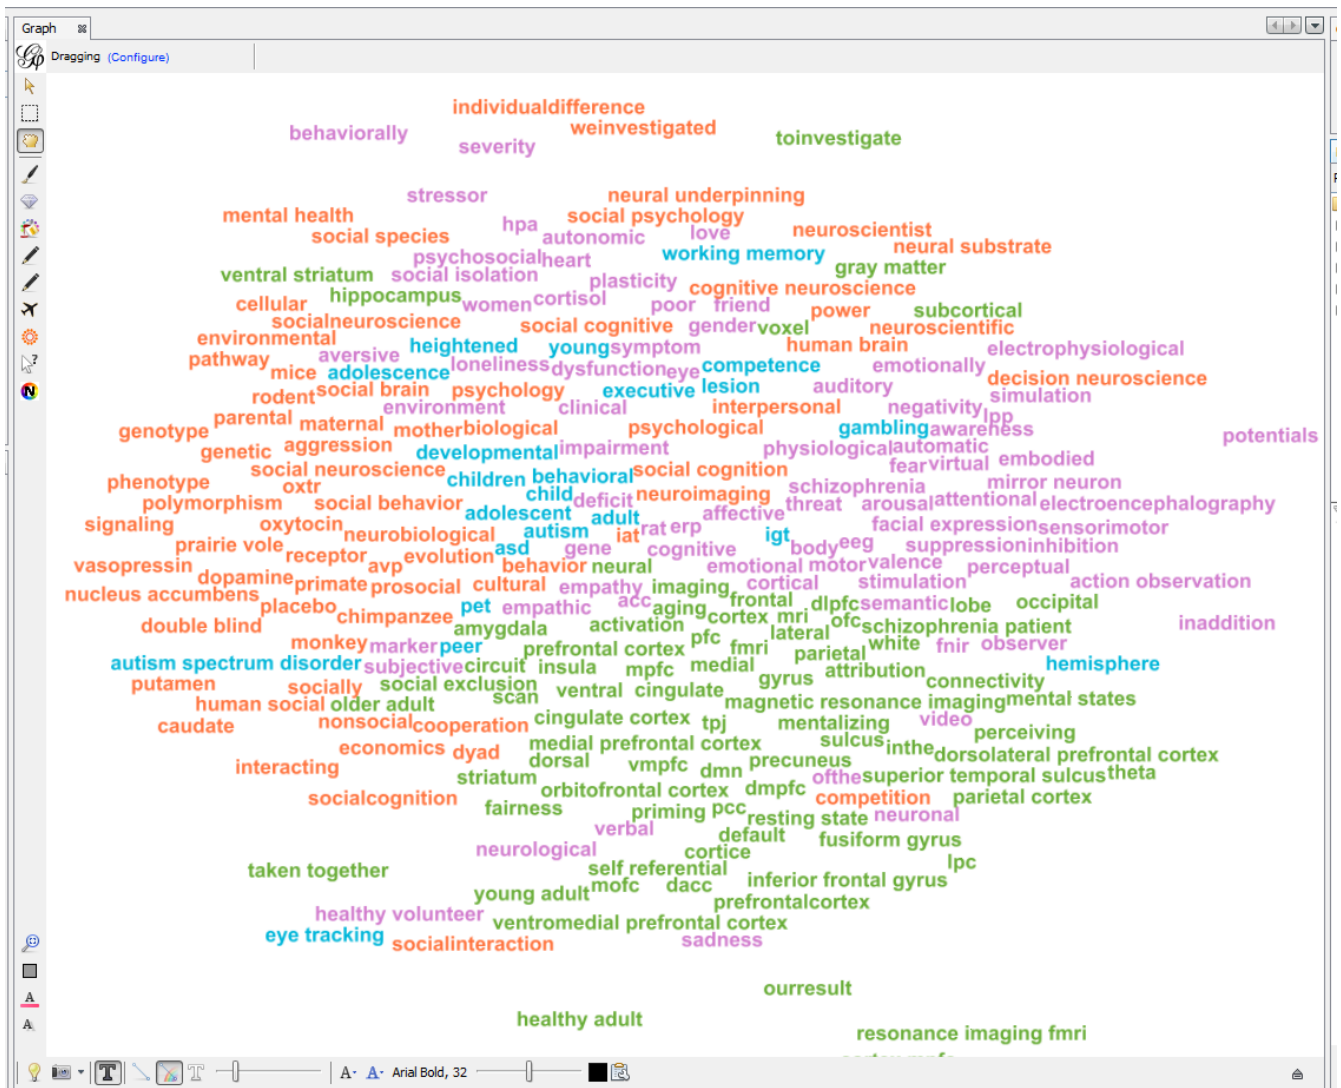 Graph
Dragging (Configure)
individualdifference
behaviorally weinvestigated toinvestigate
severity
stressor neural underpinning
mental health hpa social psychology
social species autonomic love neuroscientist
psychosocial heart working memory neural substrate
ventral striatum social isolation plasticity gray matter
hippocampus women cortisol cognitive neuroscience
cellular poor friend power subcortical
socialneuroscience social cognitive gender voxel neuroscientific
environmental heightened young symptom human brain electrophysiological
pathway aversive loneliness dysfunction eye competence emotionally
mice adolescence decision neuroscience
rodent social brain psychology executive lesion auditory simulation
parental environment clinical interpersonal negativity lpp
genotype maternal mother biological psychological gambling awareness potentials
genetic aggression developmental impairment physiological automatic
social neuroscience children behavioral social cognition fear virtual embodied
phenotype oxtr child neuroimaging schizophrenia mirror neuron
polymorphism social behavior deficit affective threat arousal attentional electroencephalography
signaling oxytocin adolescent adult rat erp facial expression sensorimotor
prairie vole neurobiological autism iat igt
vasopressin receptor avp evolution asd gene cognitive body eeg suppression inhibition
dopamine primate prosocial behavior neural emotional motor valence perceptual
nucleus accumbens cultural empathy imaging cortical stimulation action observation
placebo chimpanzee pet empathic acc aging frontal dlpfc semantic lobe occipital
double blind amygdala activation cortex mri ofc schizophrenia patient inaddition
monkey marker peer prefrontal cortex pfc fmri lateral parietal white fnir observer
autism spectrum disorder subjective circuit insula mpfc medial attribution hemisphere
putamen socially social exclusion ventral cingulate gyrus connectivity
human social older adult scan magnetic resonance imaging mental states
caudate nonsocial cooperation cingulate cortex tpj mentalizing video perceiving
economics dyad medial prefrontal cortex sulcus inthe dorsolateral prefrontal cortex
interacting dorsal vmpfc dmn precuneus
striatum ofthe superior temporal sulcus theta
socialcognition orbitofrontal cortex dmpfc competition parietal cortex
fairness priming pcc resting state neuronal
verbal default fusiform gyrus
neurological cortice
taken together self referential lpc
young adult mofc dacc inferior frontal gyrus
healthy volunteer prefrontalcortex
eye tracking ventromedial prefrontal cortex
socialinteraction sadness
ourresult
healthy adult
resonance imaging fmri
Arial Bold, 32